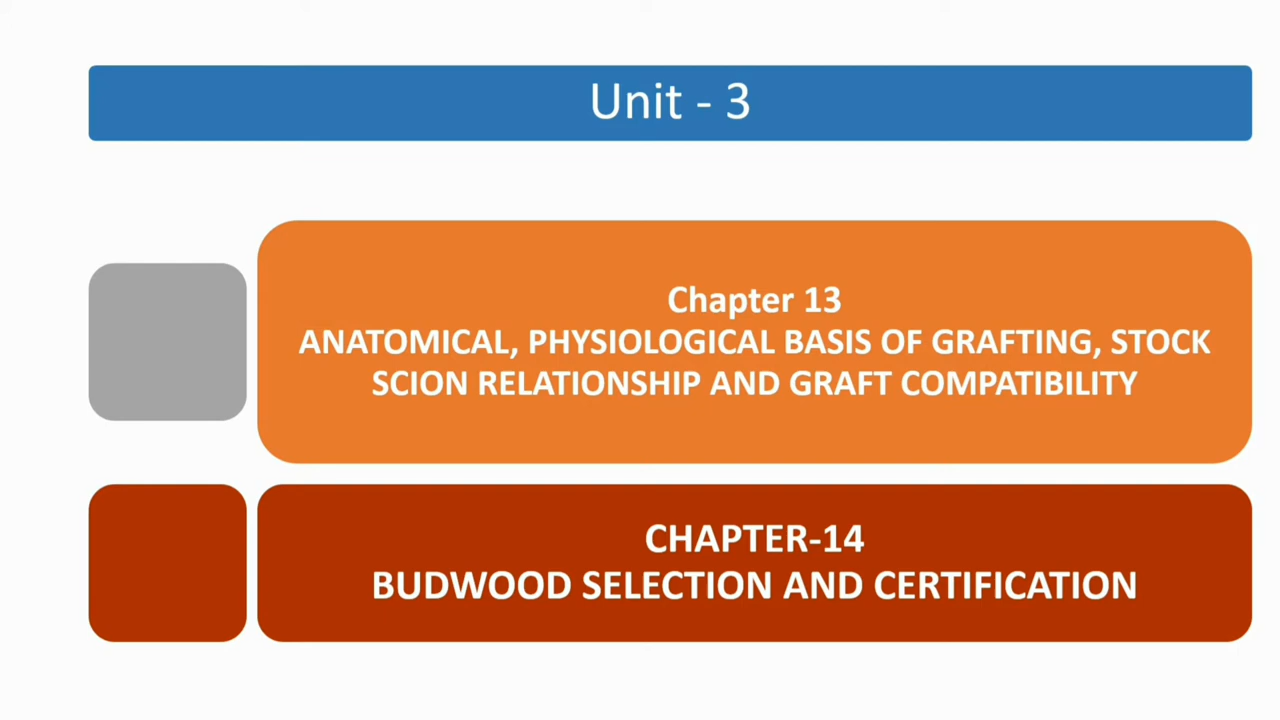 Unit - 3
Chapter 13
ANATOMICAL, PHYSIOLOGICAL BASIS OF GRAFTING, STOCK
SCION RELATIONSHIP AND GRAFT COMPATIBILITY
CHAPTER-14
BUDWOOD SELECTION AND CERTIFICATION